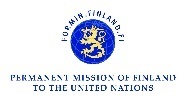 FORMIN.FINLAND.FI
PERMANENT MISSION OF FINLAND
TO THE UNITED NATIONS